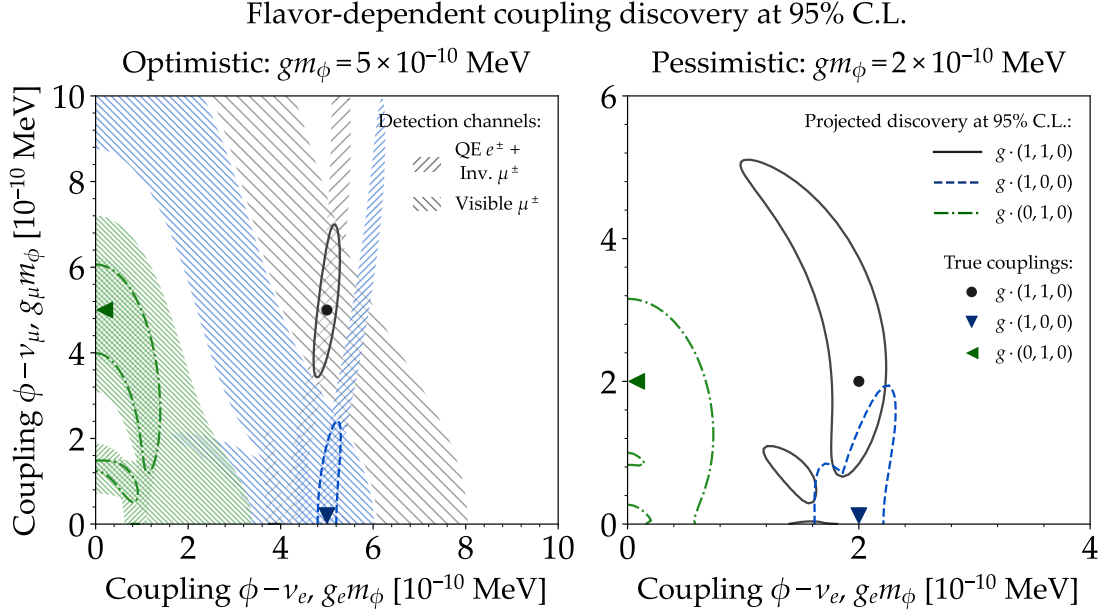 Flavor-dependent coupling discovery at 95% C.L.
Optimistic: gm_ϕ = 5 × 10⁻¹⁰ MeV
Coupling ϕ−ν_μ, g_μm_ϕ [10⁻¹⁰ MeV]
10
8
6
4
2
0
Detection channels:
QE e^± +
Inv. μ^±
Visible μ^±
0 2 4 6 8 10
Coupling ϕ−ν_e, g_em_ϕ [10⁻¹⁰ MeV]
Pessimistic: gm_ϕ = 2 × 10⁻¹⁰ MeV
6
4
2
0
Projected discovery at 95% C.L.:
g · (1, 1, 0)
g · (1, 0, 0)
g · (0, 1, 0)
True couplings:
g · (1, 1, 0)
g · (1, 0, 0)
g · (0, 1, 0)
0 2 4
Coupling ϕ−ν_e, g_em_ϕ [10⁻¹⁰ MeV]